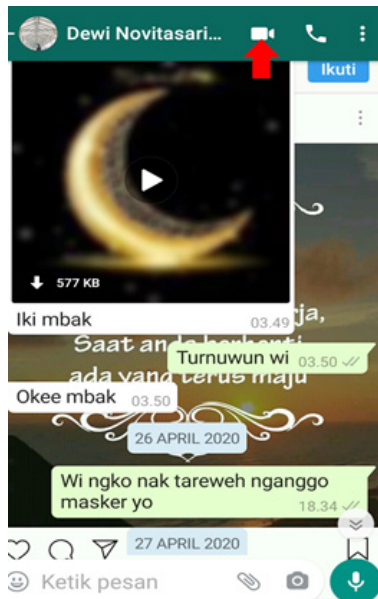 Dewi Novitasari...
Ikuti
577 KB
Iki mbak
03.49
ja,
Saat anda berhenti
Turnuwun wi 03.50
ada yang terus maju
Okee mbak 03.50
26 APRIL 2020
Wi ngko nak tareweh nganggo
masker yo
18.34
27 APRIL 2020
Ketik pesan